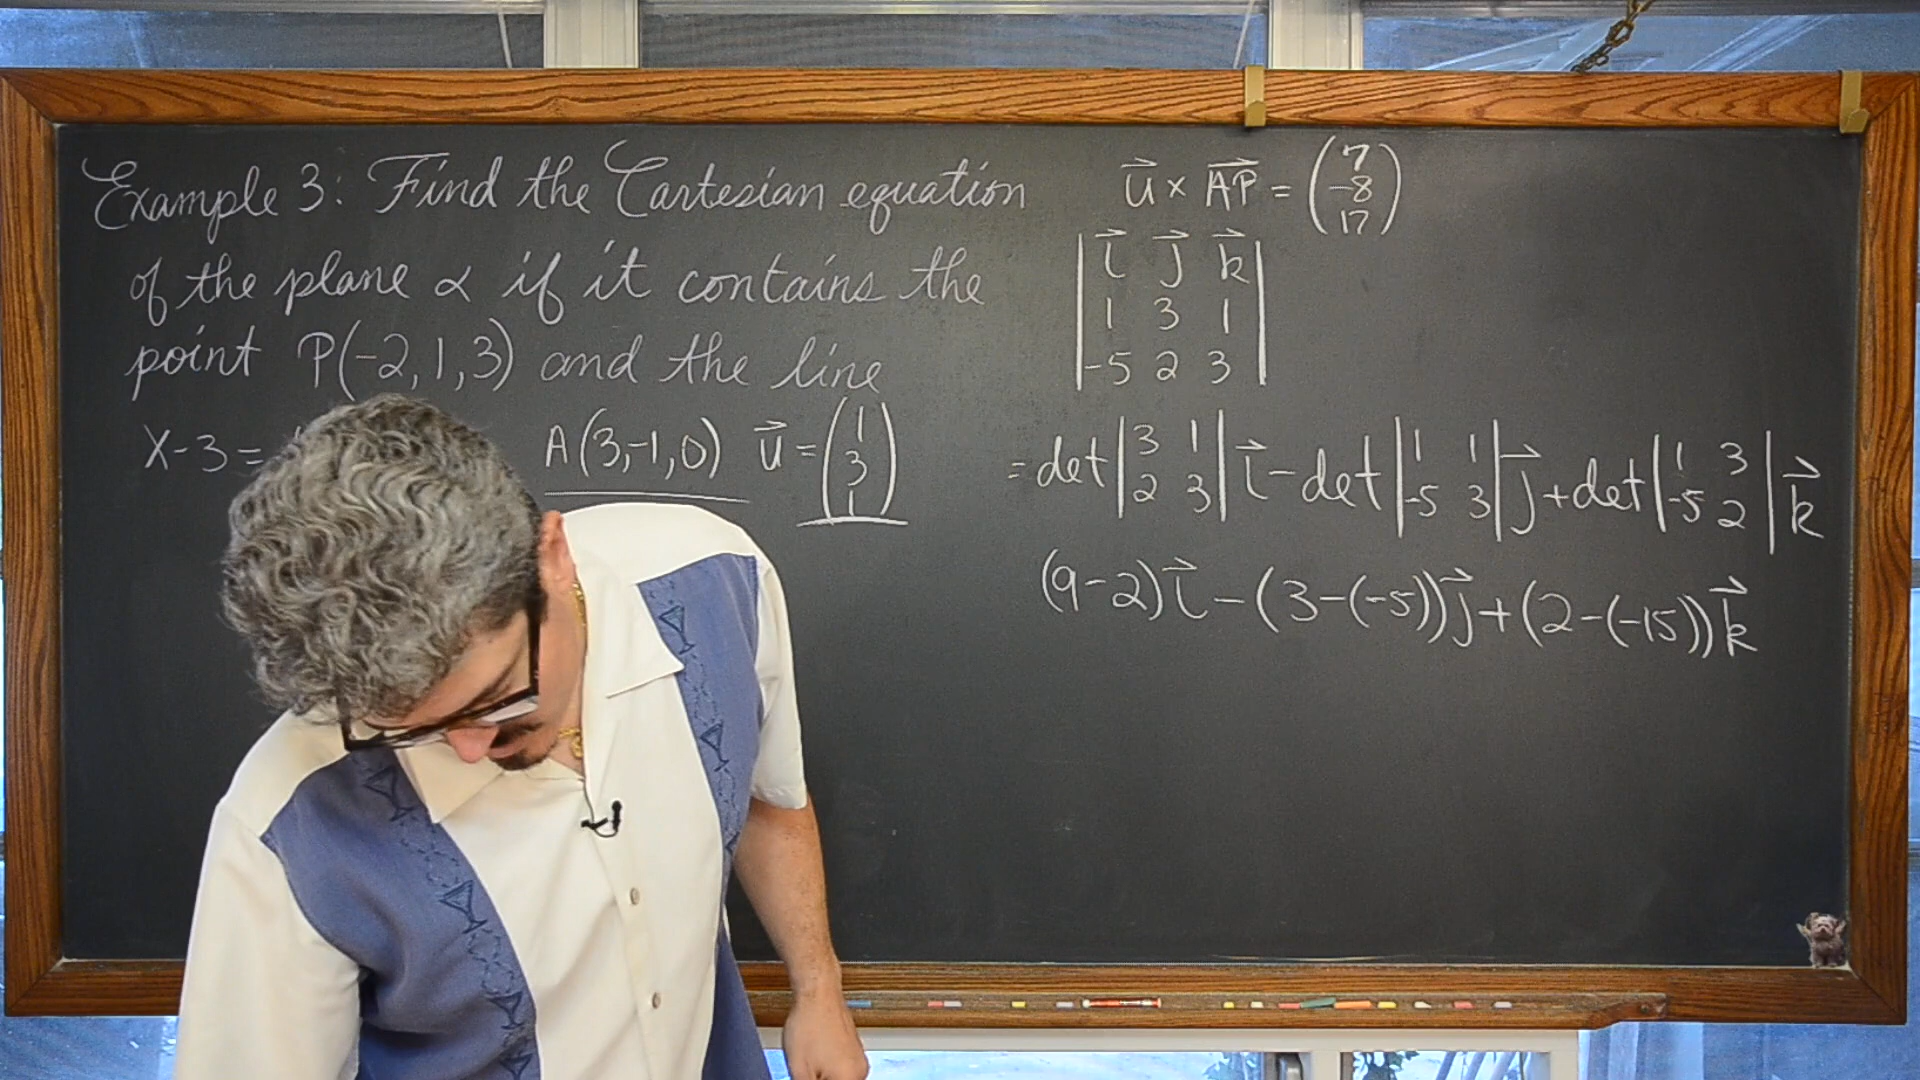 Example 3: Find the Cartesian equation
of the plane α if it contains the
point P(-2,1,3) and the line
x-3=
A(3,-1,0) u⃗ = (1 3 1)
u⃗ × AP⃗ = (7 -8 17)
| i⃗ j⃗ k⃗ |
| 1 3 1 |
| -5 2 3 |
= det |3 1| i⃗ - det |1 1| j⃗ + det |1 3| k⃗
|2 3| |-5 3| |-5 2|
(9-2)i⃗ - (3-(-5))j⃗ + (2-(-15))k⃗